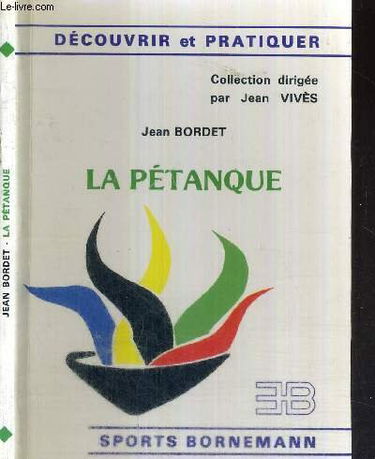 Le-livre.com
DÉCOUVRIR et PRATIQUER
Collection dirigée
par Jean VIVÈS
Jean BORDET
LA PÉTANQUE
EB
SPORTS BORNEMANN
JEAN BORDET - LA PÉTANQUE